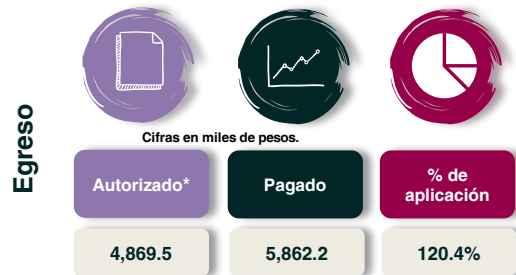 Egreso
Cifras en miles de pesos.
Autorizado*
Pagado
% de
aplicación
4,869.5
5,862.2
120.4%